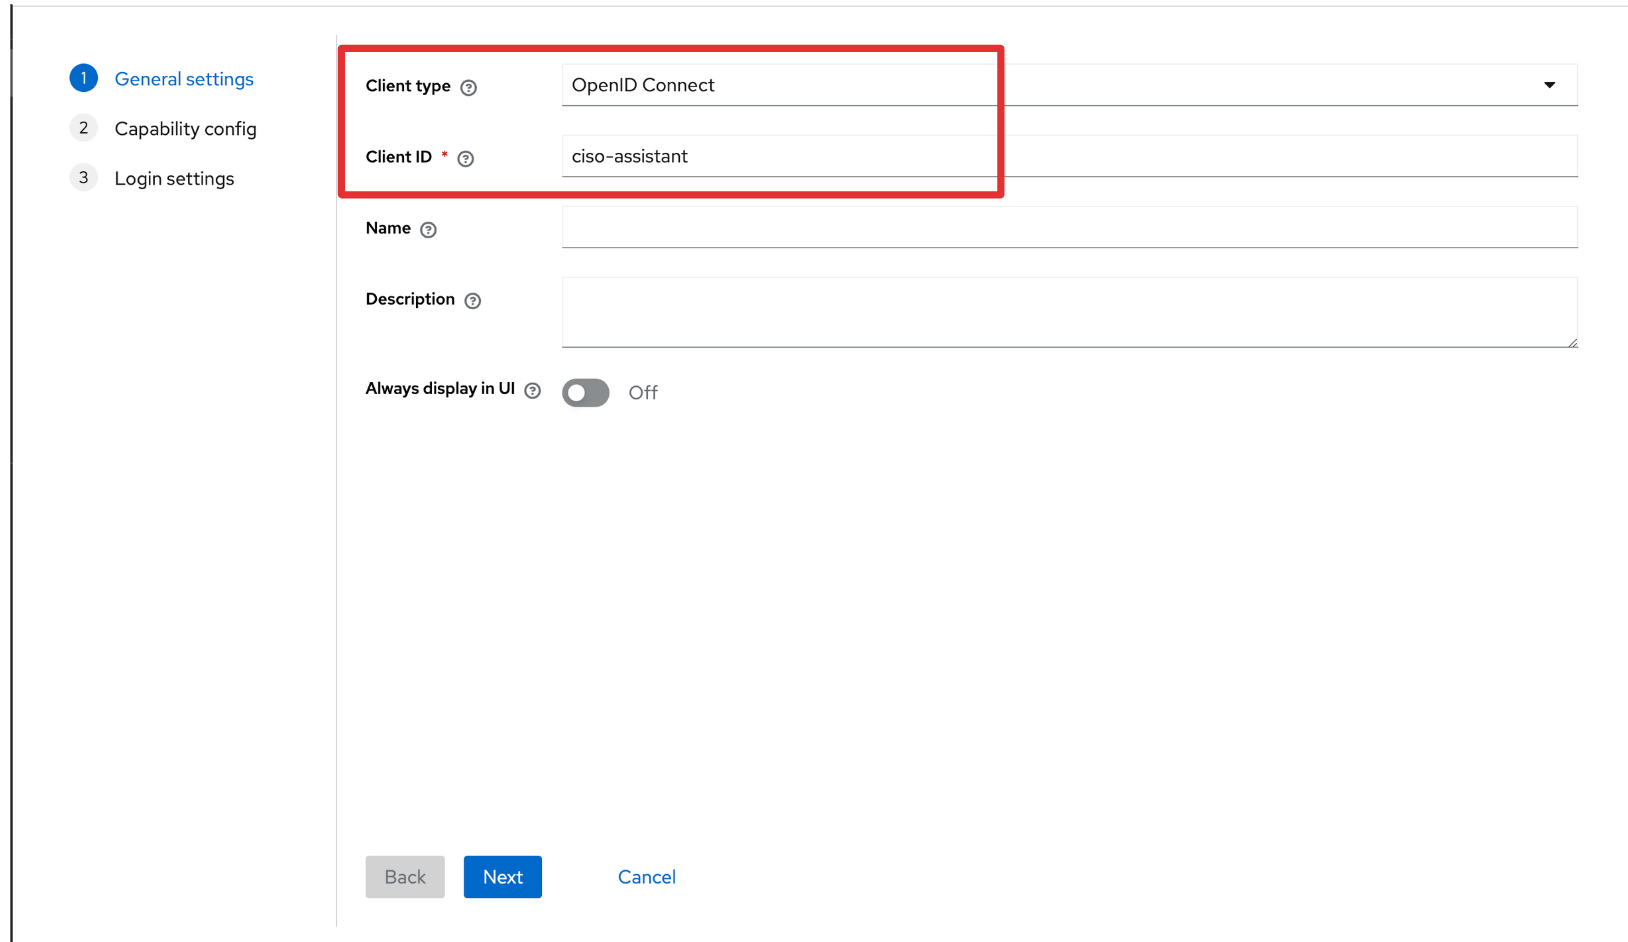 1 General settings
2 Capability config
3 Login settings
Client type ? OpenID Connect
Client ID * ? ciso-assistant
Name ?
Description ?
Always display in UI ? Off
Back Next Cancel